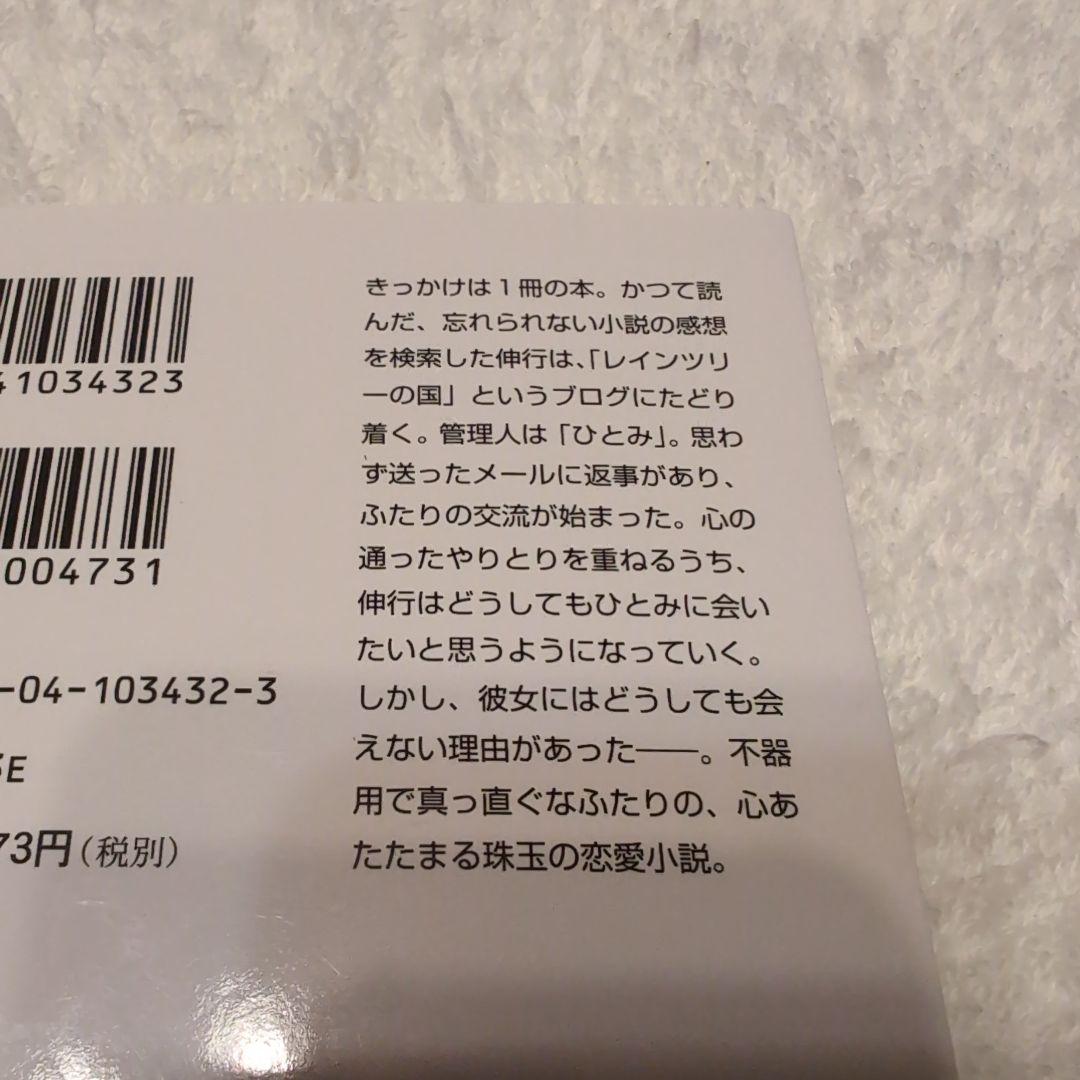 41034323
004731
-04-103432-3
3E
73円(税別)
きっかけは1冊の本。かつて読
んだ、忘れられない小説の感想
を検索した伸行は、「レインツリ
ーの国」というブログにたどり
着く。管理人は「ひとみ」。思わ
ず送ったメールに返事があり、
ふたりの交流が始まった。心の
通ったやりとりを重ねるうち、
伸行はどうしてもひとみに会い
たいと思うようになっていく。
しかし、彼女にはどうしても会
えない理由があった――。不器
用で真っ直ぐなふたりの、心あ
たたまる珠玉の恋愛小説。